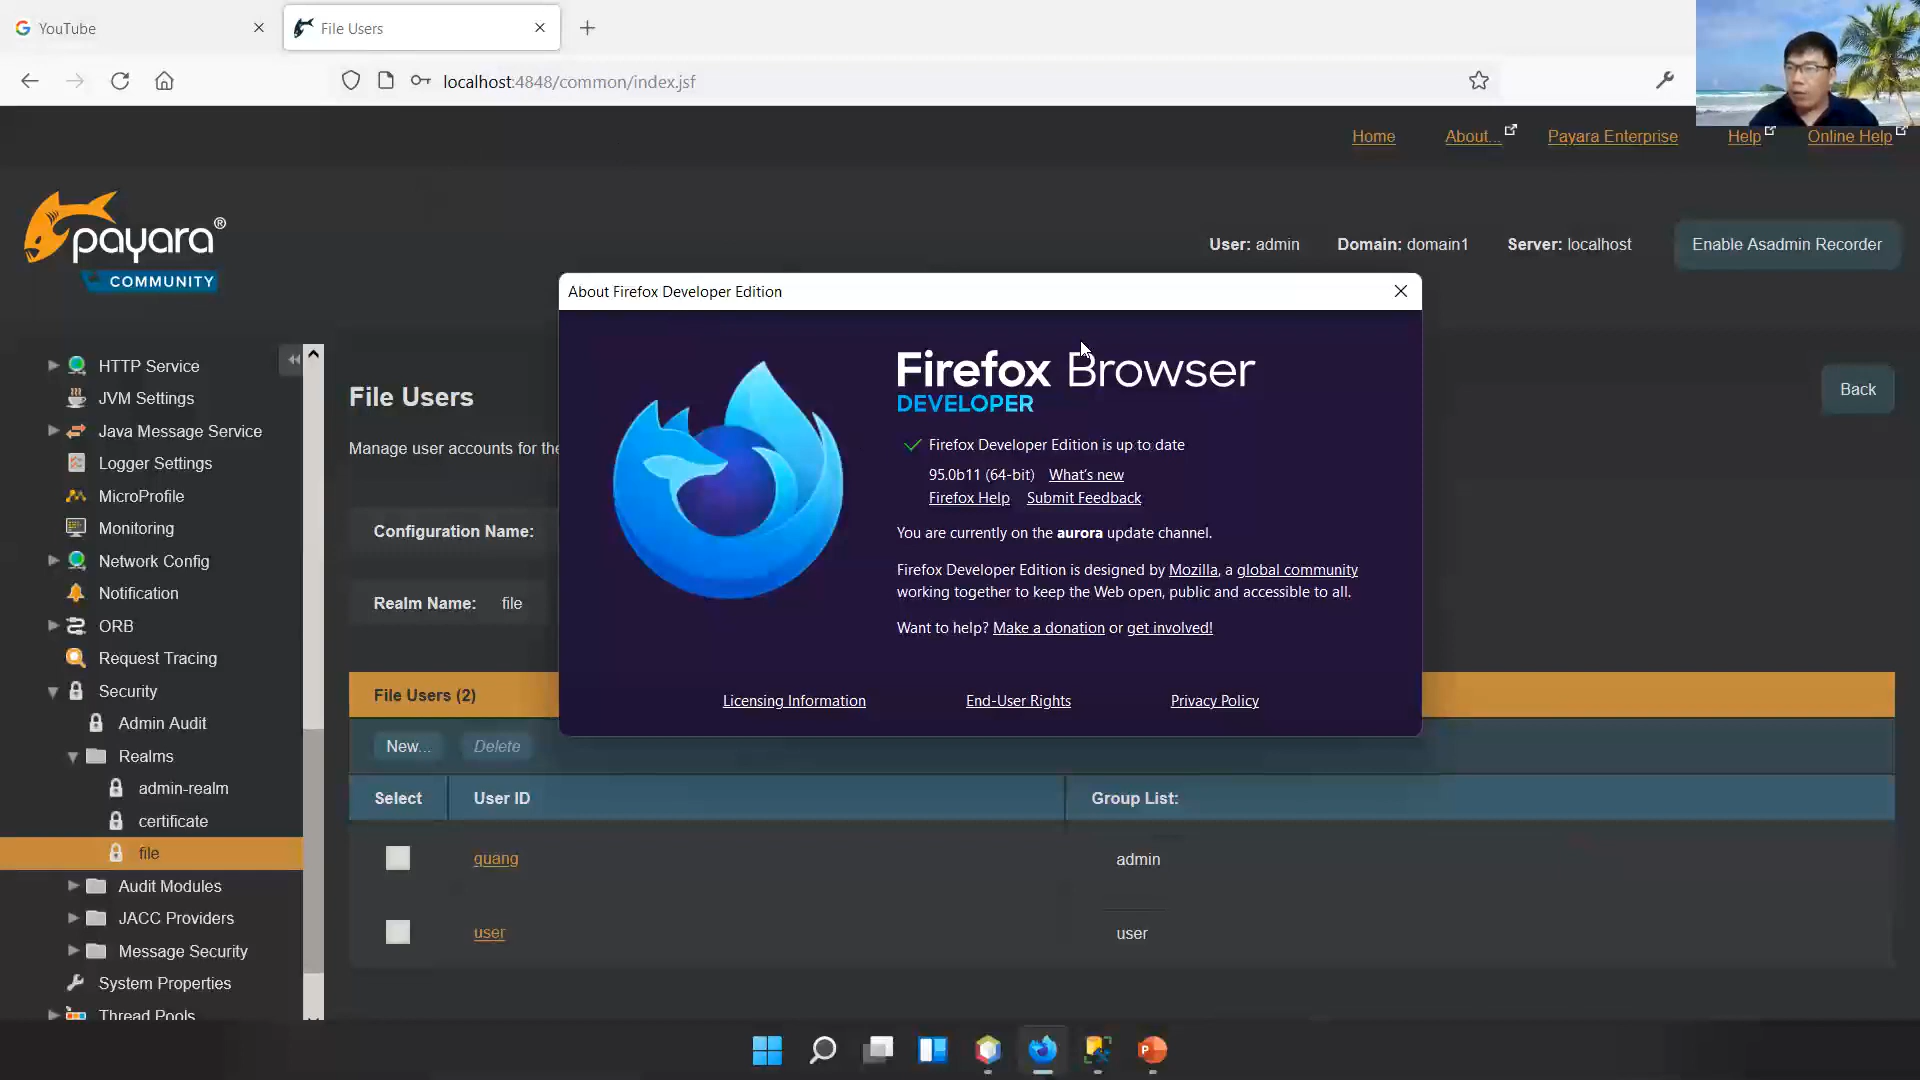 YouTube
File Users
localhost:4848/common/index.jsf
Home
About...
Payara Enterprise
Help
Online Help
payara®
COMMUNITY
User: admin
Domain: domain1
Server: localhost
Enable Asadmin Recorder
HTTP Service
JVM Settings
Java Message Service
Logger Settings
MicroProfile
Monitoring
Network Config
Notification
ORB
Request Tracing
Security
Admin Audit
Realms
admin-realm
certificate
file
Audit Modules
JACC Providers
Message Security
System Properties
Thread Pools
File Users
Back
Manage user accounts for the
Configuration Name:
Realm Name: file
File Users (2)
New...
Delete
Select
User ID
Group List:
quang
admin
user
user
About Firefox Developer Edition
Firefox Browser
DEVELOPER
Firefox Developer Edition is up to date
95.0b11 (64-bit) What's new
Firefox Help Submit Feedback
You are currently on the aurora update channel.
Firefox Developer Edition is designed by Mozilla, a global community
working together to keep the Web open, public and accessible to all.
Want to help? Make a donation or get involved!
Licensing Information
End-User Rights
Privacy Policy